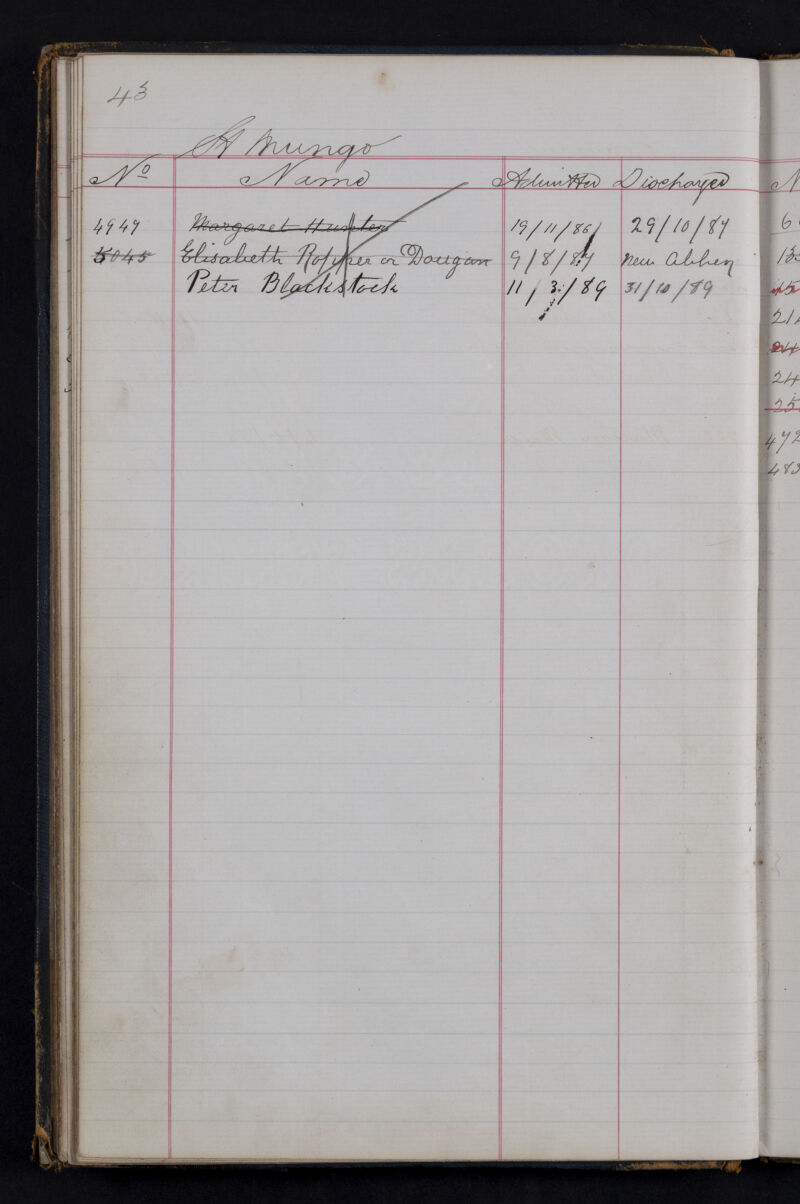 43
St Mungo
No Name Admitted Discharged N
4947 Margaret Hunter 19/11/86 29/10/87
5045 Elisabeth or Dougan 9/8/87 New Abbey
Peter Blackstock 11/3/89 31/10/89